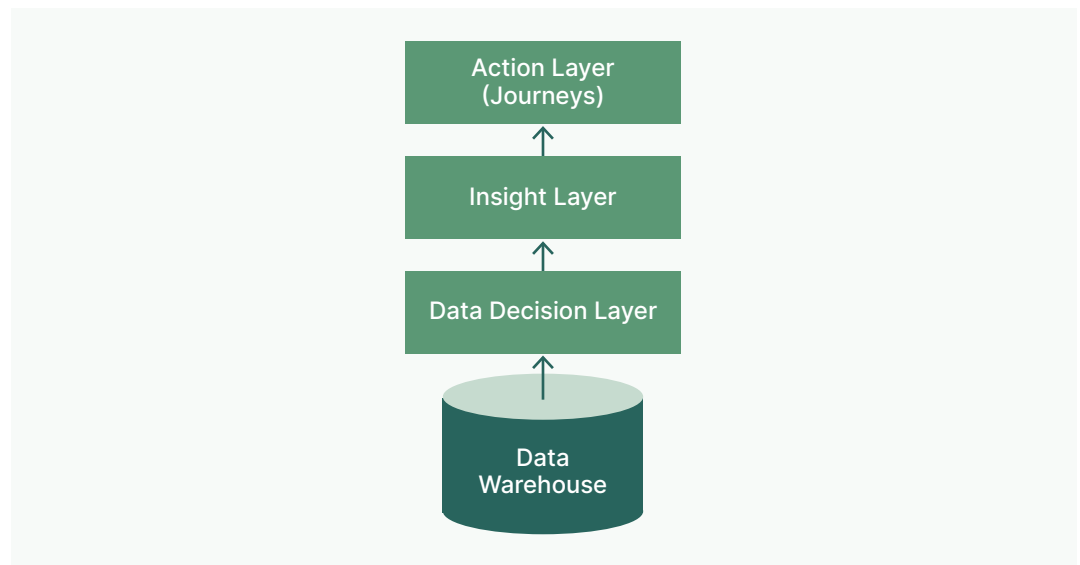 Action Layer
(Journeys)
Insight Layer
Data Decision Layer
Data
Warehouse